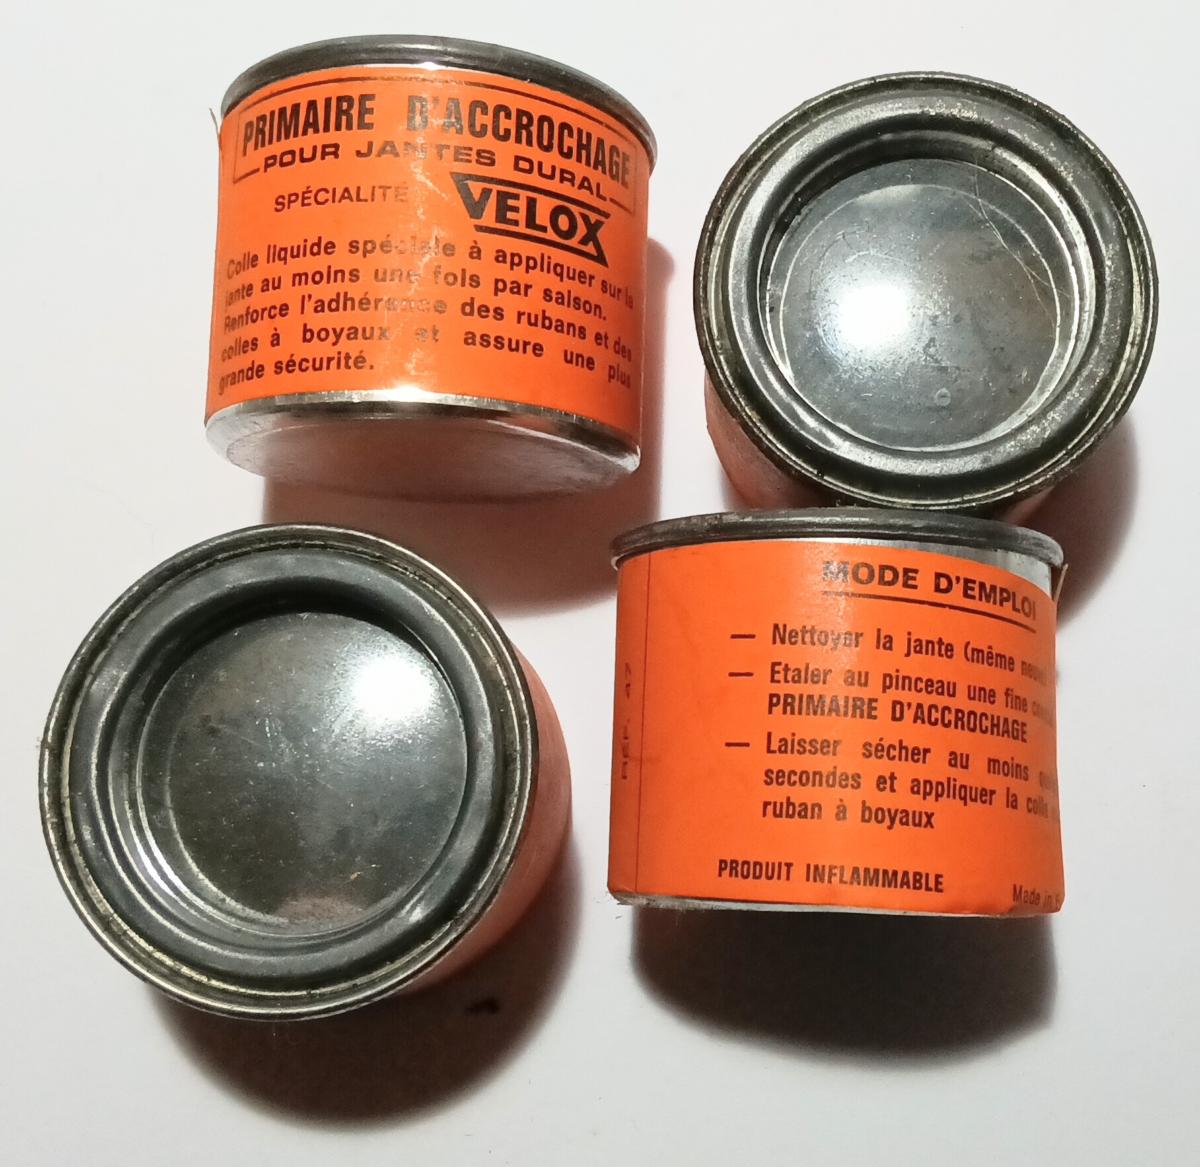 PRIMAIRE D'ACCROCHAGE
POUR JANTES DURAL
SPÉCIALITÉ VELOX
Colle liquide spéciale à appliquer sur la
jante au moins une fois par saison.
Renforce l'adhérence des rubans et des
colles à boyaux et assure une plus
grande sécurité.
MODE D'EMPLOI
— Nettoyer la jante (même
— Etaler au pinceau une fine
PRIMAIRE D'ACCROCHAGE
— Laisser sécher au moins
secondes et appliquer la colle
ruban à boyaux
PRODUIT INFLAMMABLE
Made in
REF. 47